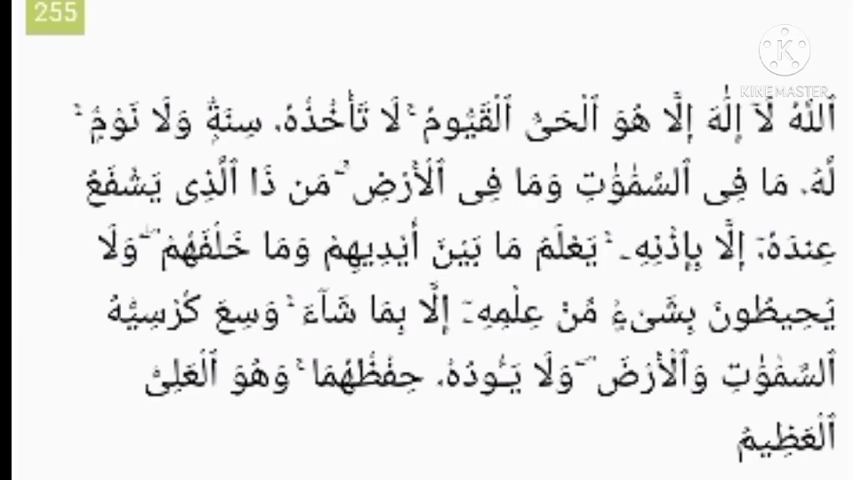 255
KINEMASTER
ٱللَّهُ لَآ إِلَٰهَ إِلَّا هُوَ ٱلْحَىُّ ٱلْقَيُّومُ ۚ لَا تَأْخُذُهُۥ سِنَةٌ وَلَا نَوْمٌ ۚ
لَّهُۥ مَا فِى ٱلسَّمَٰوَٰتِ وَمَا فِى ٱلْأَرْضِ ۗ مَن ذَا ٱلَّذِى يَشْفَعُ
عِندَهُۥٓ إِلَّا بِإِذْنِهِۦ ۚ يَعْلَمُ مَا بَيْنَ أَيْدِيهِمْ وَمَا خَلْفَهُمْ ۖ وَلَا
يُحِيطُونَ بِشَىْءٍ مِّنْ عِلْمِهِۦٓ إِلَّا بِمَا شَآءَ ۚ وَسِعَ كُرْسِيُّهُ
ٱلسَّمَٰوَٰتِ وَٱلْأَرْضَ ۖ وَلَا يَـُٔودُهُۥ حِفْظُهُمَا ۚ وَهُوَ ٱلْعَلِىُّ
ٱلْعَظِيمُ